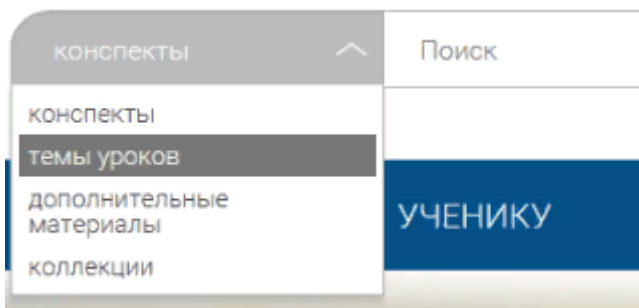 конспекты
Поиск
конспекты
темы уроков
дополнительные
материалы
УЧЕНИКУ
коллекции